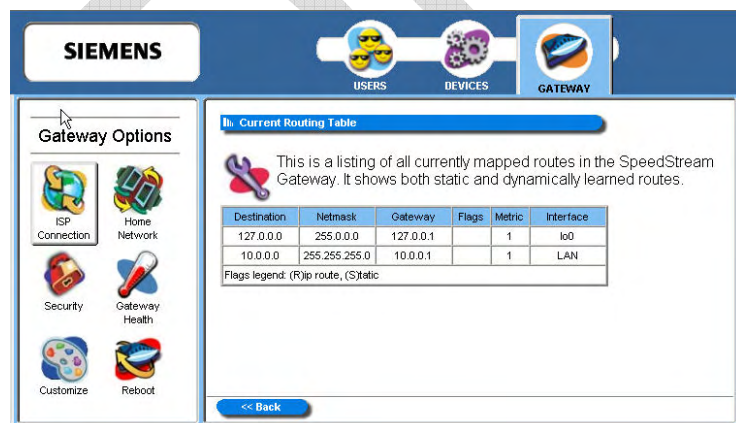 SIEMENS
USERS
DEVICES
GATEWAY
Gateway Options
ISP
Connection
Home
Network
Security
Gateway
Health
Customize
Reboot
Current Routing Table
This is a listing of all currently mapped routes in the SpeedStream
Gateway. It shows both static and dynamically learned routes.
Destination Netmask Gateway Flags Metric Interface
127.0.0.0 255.0.0.0 127.0.0.1 1 lo0
10.0.0.0 255.255.255.0 10.0.0.1 1 LAN
Flags legend: (R)ip route, (S)tatic
<< Back